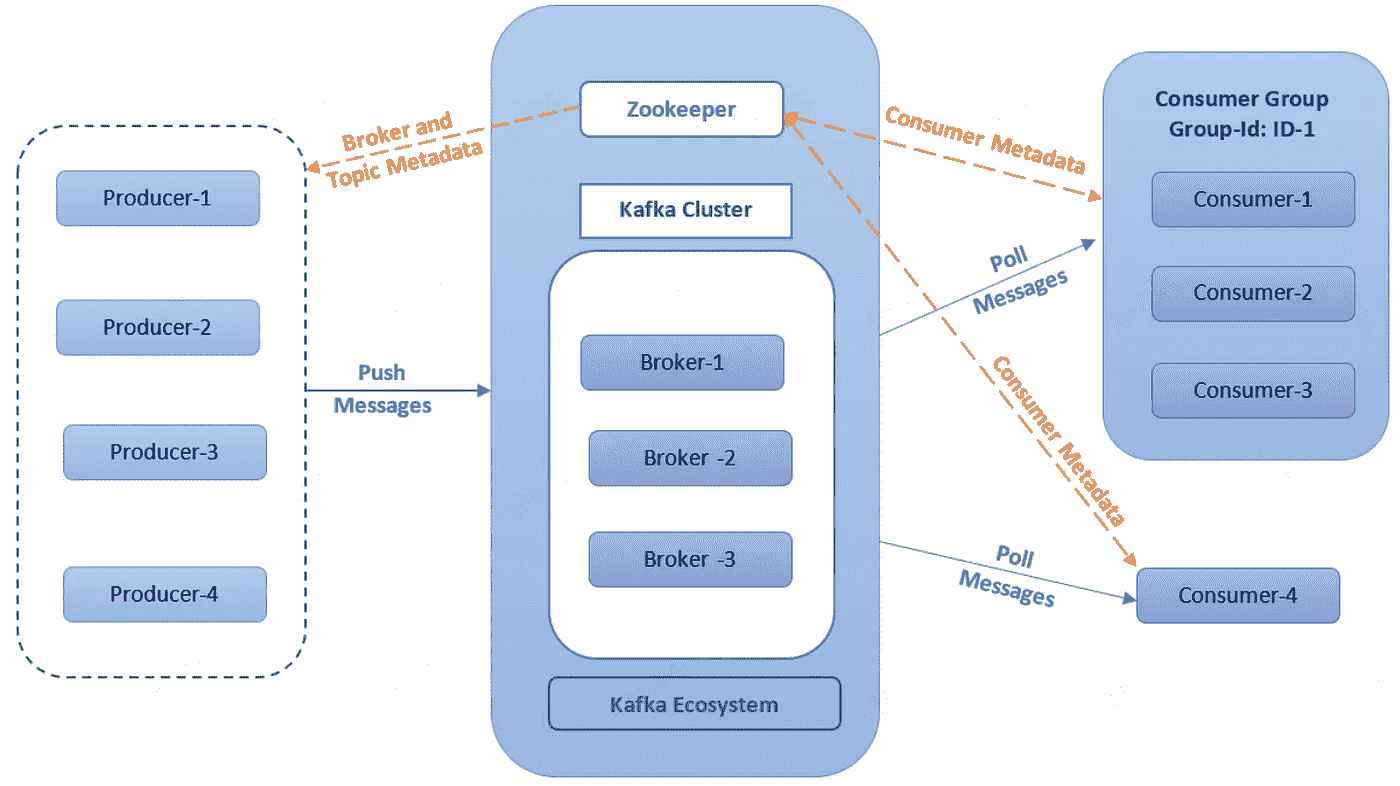 Broker and
Topic Metadata
Producer-1
Producer-2
Producer-3
Producer-4
Push
Messages
Zookeeper
Kafka Cluster
Broker-1
Broker -2
Broker -3
Kafka Ecosystem
Consumer Metadata
Poll
Messages
Consumer Metadata
Poll
Messages
Consumer Group
Group-Id: ID-1
Consumer-1
Consumer-2
Consumer-3
Consumer-4